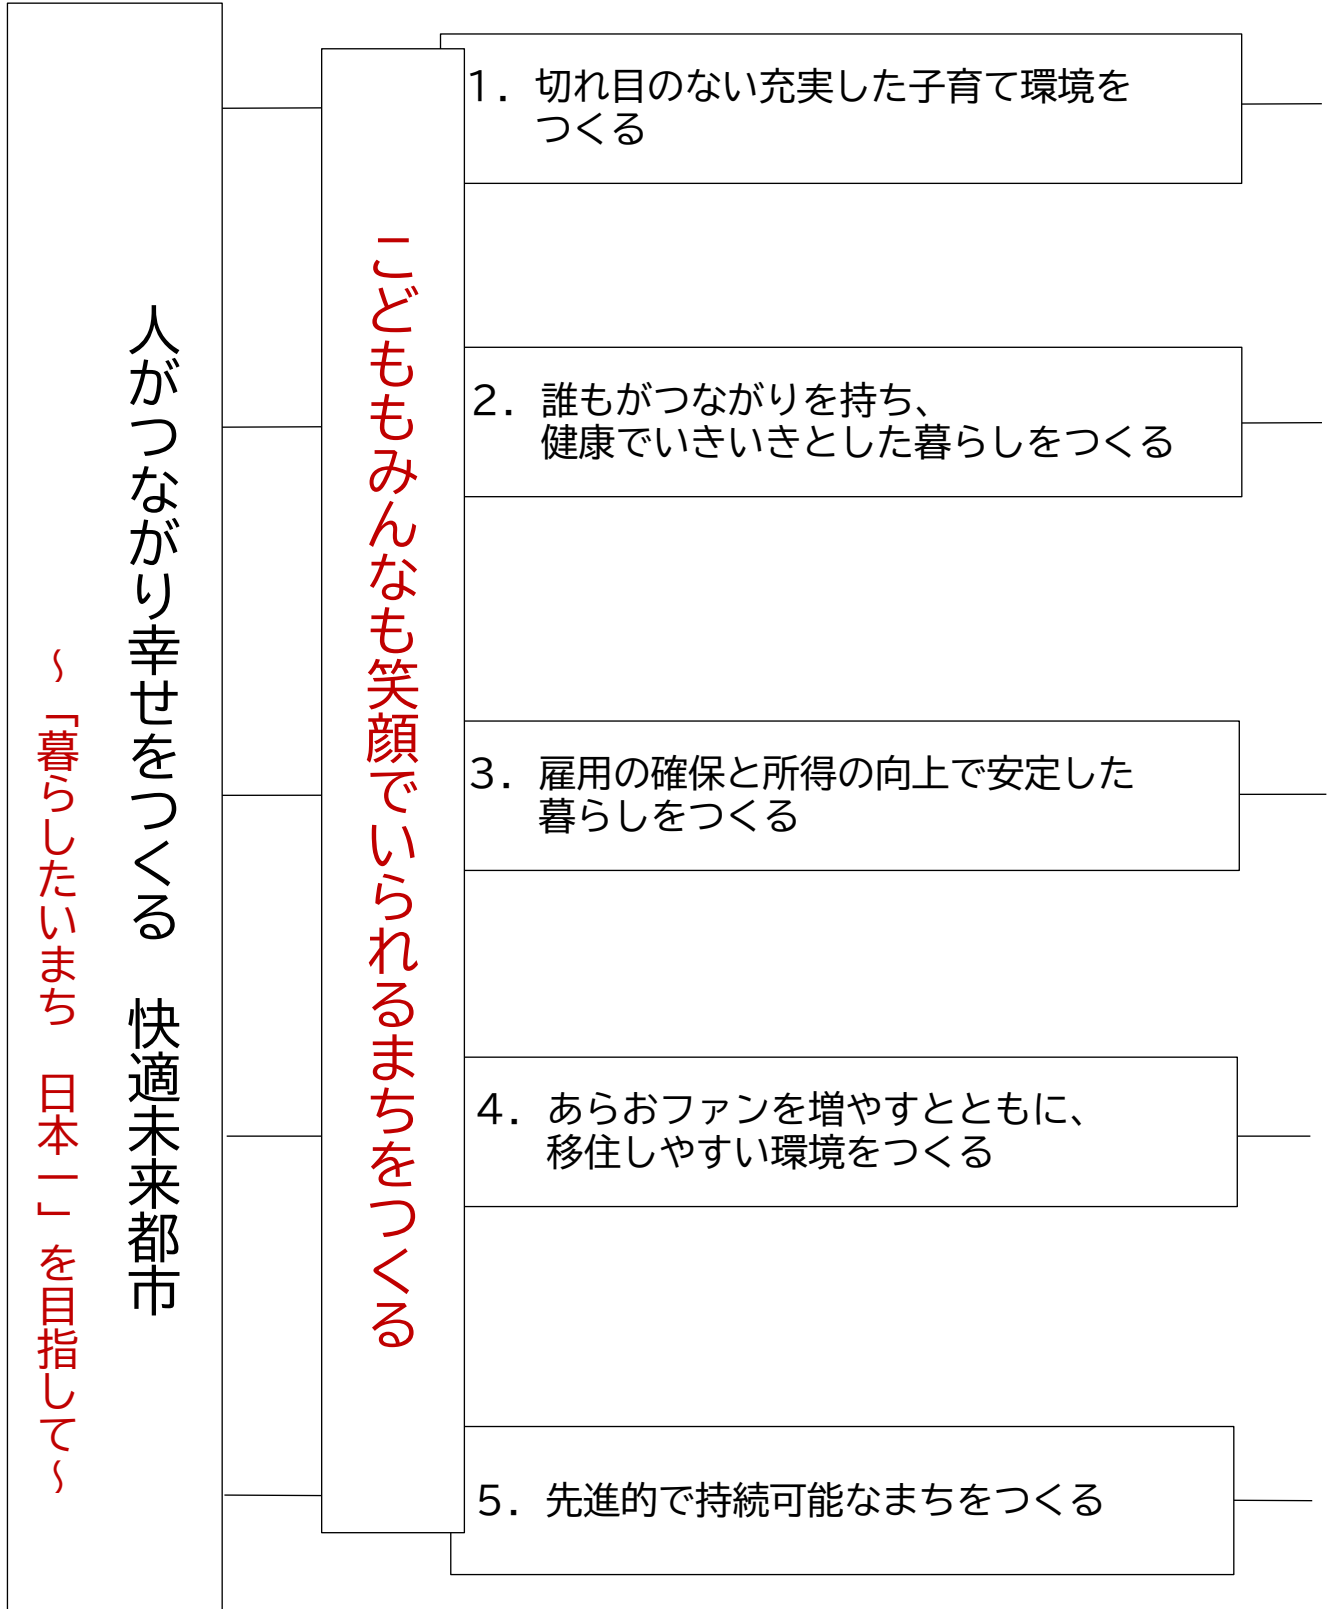 人がつながり幸せをつくる　快適未来都市
～「暮らしたいまち　日本一」を目指して～
こどももみんなも笑顔でいられるまちをつくる
1．切れ目のない充実した子育て環境を
つくる
2．誰もがつながりを持ち、
健康でいきいきとした暮らしをつくる
3．雇用の確保と所得の向上で安定した
暮らしをつくる
4．あらおファンを増やすとともに、
移住しやすい環境をつくる
5．先進的で持続可能なまちをつくる